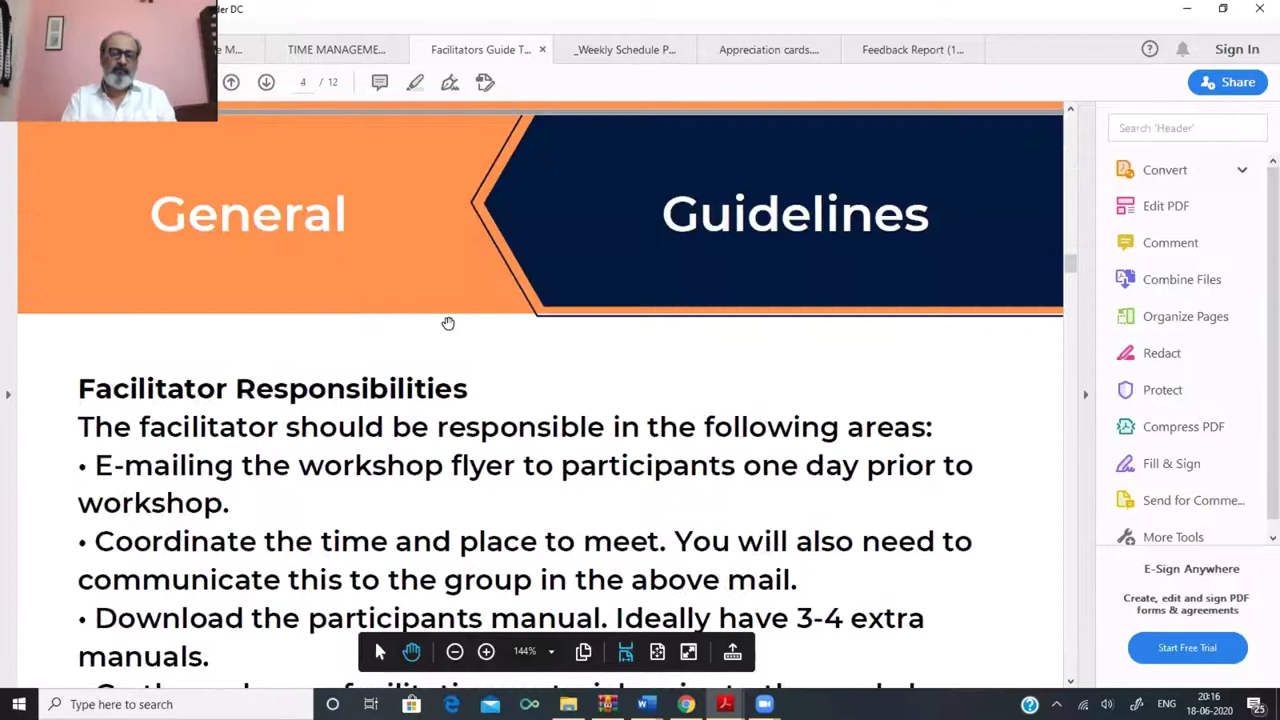 der DC
e M...
TIME MANAGEME...
Facilitators Guide T...
_Weekly Schedule P...
Appreciation cards....
Feedback Report (1...
Sign In
4 / 12
Share
General
Guidelines
Search 'Header'
Convert
Edit PDF
Comment
Combine Files
Organize Pages
Redact
Protect
Compress PDF
Fill & Sign
Send for Comme...
More Tools
Facilitator Responsibilities
The facilitator should be responsible in the following areas:
• E-mailing the workshop flyer to participants one day prior to
workshop.
• Coordinate the time and place to meet. You will also need to
communicate this to the group in the above mail.
• Download the participants manual. Ideally have 3-4 extra
manuals.
144%
E-Sign Anywhere
Create, edit and sign PDF
forms & agreements
Start Free Trial
Type here to search
ENG
20:16
18-06-2020
25